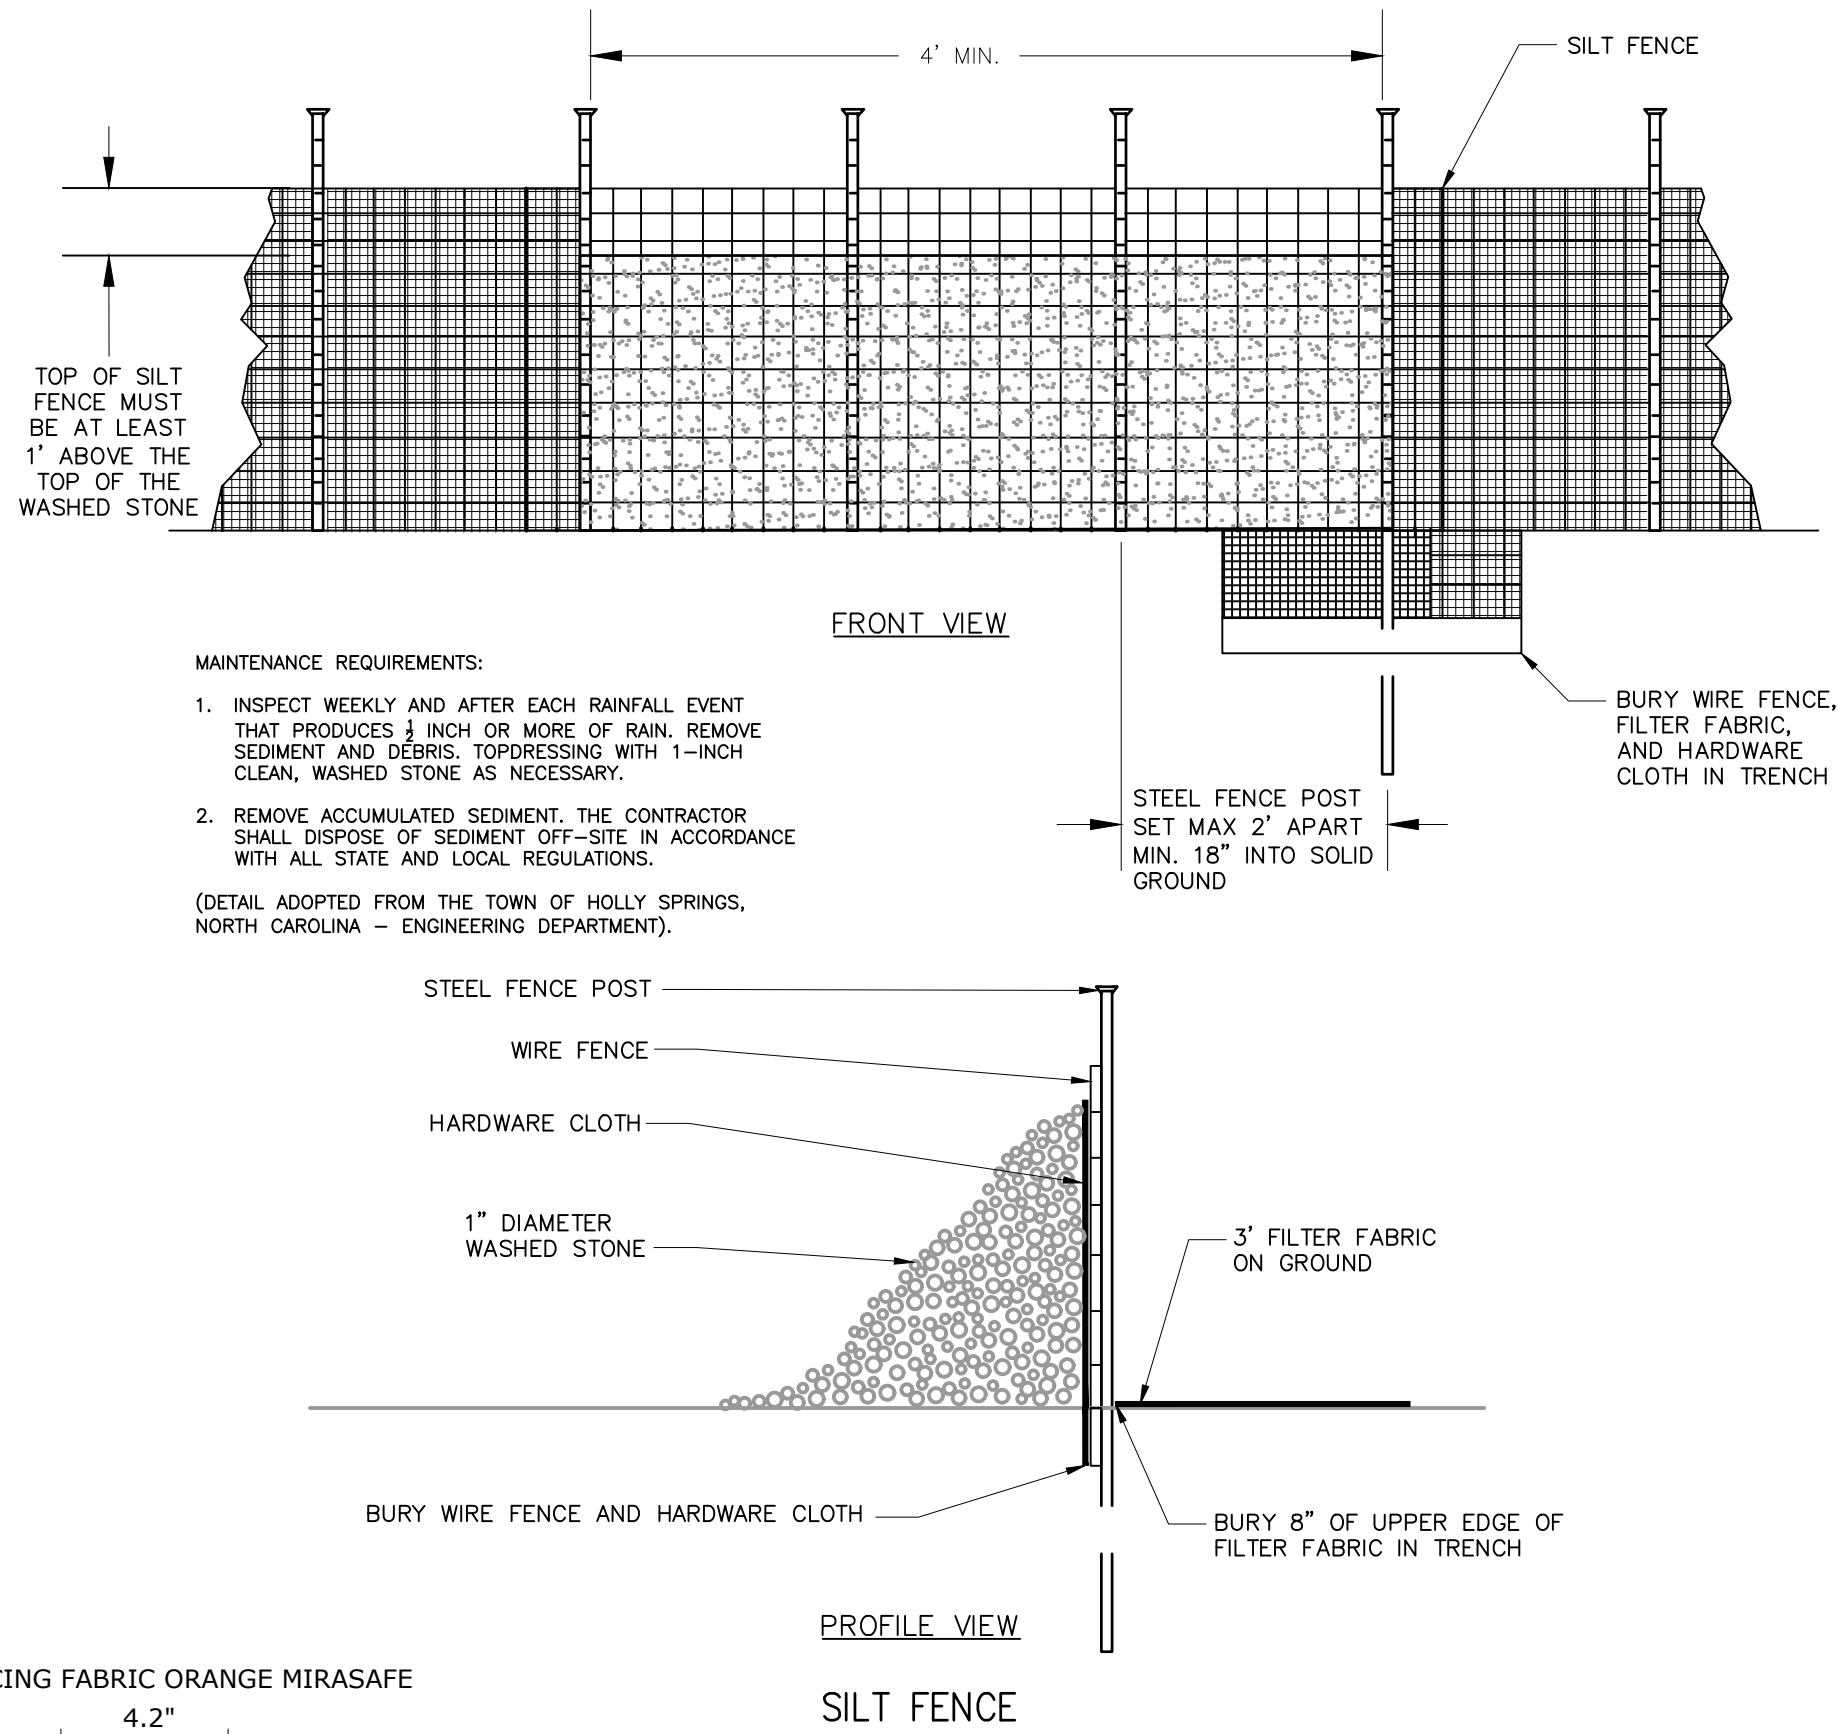 4’ MIN.
SILT FENCE
TOP OF SILT
FENCE MUST
BE AT LEAST
1’ ABOVE THE
TOP OF THE
WASHED STONE
FRONT VIEW
MAINTENANCE REQUIREMENTS:
1. INSPECT WEEKLY AND AFTER EACH RAINFALL EVENT
THAT PRODUCES ½ INCH OR MORE OF RAIN. REMOVE
SEDIMENT AND DEBRIS. TOPDRESSING WITH 1–INCH
CLEAN, WASHED STONE AS NECESSARY.
2. REMOVE ACCUMULATED SEDIMENT. THE CONTRACTOR
SHALL DISPOSE OF SEDIMENT OFF–SITE IN ACCORDANCE
WITH ALL STATE AND LOCAL REGULATIONS.
(DETAIL ADOPTED FROM THE TOWN OF HOLLY SPRINGS,
NORTH CAROLINA – ENGINEERING DEPARTMENT).
BURY WIRE FENCE,
FILTER FABRIC,
AND HARDWARE
CLOTH IN TRENCH
STEEL FENCE POST
SET MAX 2’ APART
MIN. 18” INTO SOLID
GROUND
STEEL FENCE POST
WIRE FENCE
HARDWARE CLOTH
1” DIAMETER
WASHED STONE
3’ FILTER FABRIC
ON GROUND
BURY WIRE FENCE AND HARDWARE CLOTH
BURY 8” OF UPPER EDGE OF
FILTER FABRIC IN TRENCH
PROFILE VIEW
CING FABRIC ORANGE MIRASAFE
4.2"
SILT FENCE